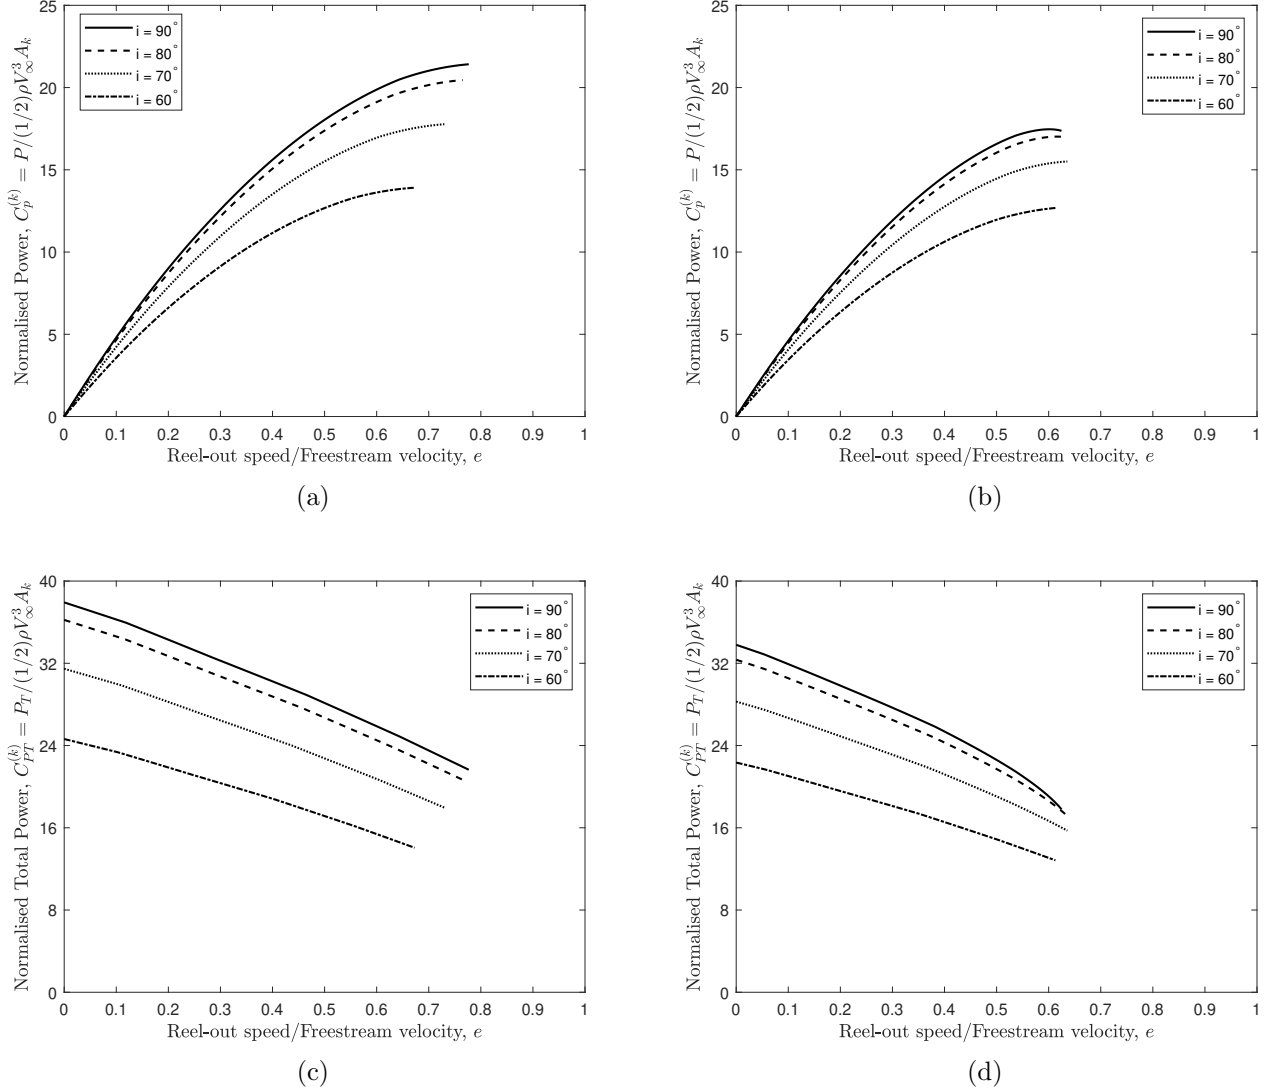 25
20
15
10
5
0
Normalised Power, $C_p^{(k)} = P/(1/2)\rho V_\infty^3 A_k$
i = 90°
i = 80°
i = 70°
i = 60°
0 0.1 0.2 0.3 0.4 0.5 0.6 0.7 0.8 0.9 1
Reel-out speed/Freestream velocity, e
(a)
25
20
15
10
5
0
Normalised Power, $C_p^{(k)} = P/(1/2)\rho V_\infty^3 A_k$
i = 90°
i = 80°
i = 70°
i = 60°
0 0.1 0.2 0.3 0.4 0.5 0.6 0.7 0.8 0.9 1
Reel-out speed/Freestream velocity, e
(b)
40
32
24
16
8
0
Normalised Total Power, $C_{PT}^{(k)} = P_T/(1/2)\rho V_\infty^3 A_k$
i = 90°
i = 80°
i = 70°
i = 60°
0 0.1 0.2 0.3 0.4 0.5 0.6 0.7 0.8 0.9 1
Reel-out speed/Freestream velocity, e
(c)
40
32
24
16
8
0
Normalised Total Power, $C_{PT}^{(k)} = P_T/(1/2)\rho V_\infty^3 A_k$
i = 90°
i = 80°
i = 70°
i = 60°
0 0.1 0.2 0.3 0.4 0.5 0.6 0.7 0.8 0.9 1
Reel-out speed/Freestream velocity, e
(d)